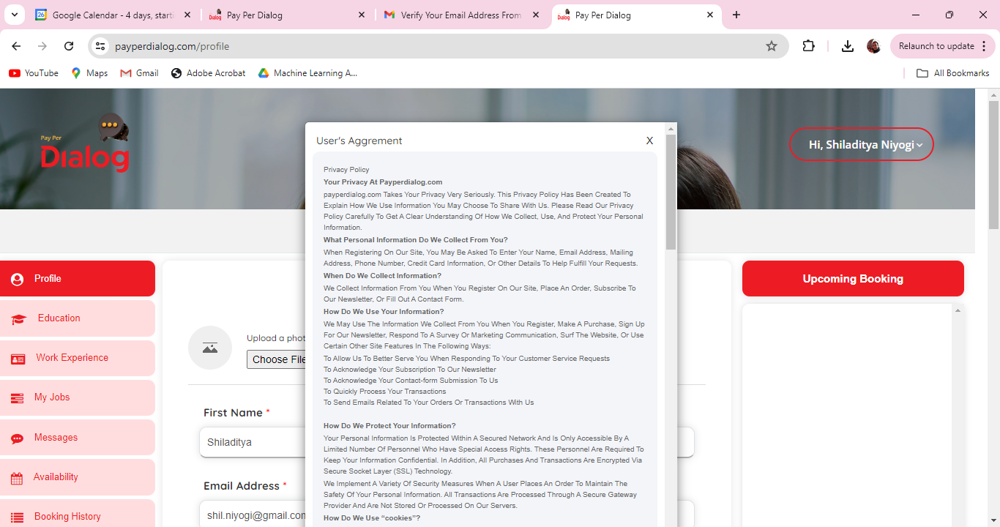 Google Calendar - 4 days, starti
Pay Per Dialog
Verify Your Email Address From
Pay Per Dialog
payperdialog.com/profile
Relaunch to update
YouTube
Maps
Gmail
Adobe Acrobat
Machine Learning A...
All Bookmarks
Pay Per
Dialog
Hi, Shiladitya Niyogi
User's Aggrement
X
Privacy Policy
Your Privacy At Payperdialog.com
payperdialog.com Takes Your Privacy Very Seriously. This Privacy Policy Has Been Created To
Explain How We Use Information You May Choose To Share With Us. Please Read Our Privacy
Policy Carefully To Get A Clear Understanding Of How We Collect, Use, And Protect Your Personal
Information.
What Personal Information Do We Collect From You?
When Registering On Our Site, You May Be Asked To Enter Your Name, Email Address, Mailing
Address, Phone Number, Credit Card Information, Or Other Details To Help Fulfill Your Requests.
When Do We Collect Information?
We Collect Information From You When You Register On Our Site, Place An Order, Subscribe To
Our Newsletter, Or Fill Out A Contact Form.
How Do We Use Your Information?
We May Use The Information We Collect From You When You Register, Make A Purchase, Sign Up
For Our Newsletter, Respond To A Survey Or Marketing Communication, Surf The Website, Or Use
Certain Other Site Features In The Following Ways:
To Allow Us To Better Serve You When Responding To Your Customer Service Requests
To Acknowledge Your Subscription To Our Newsletter
To Acknowledge Your Contact-form Submission To Us
To Quickly Process Your Transactions
To Send Emails Related To Your Orders Or Transactions With Us
How Do We Protect Your Information?
Your Personal Information Is Protected Within A Secured Network And Is Only Accessible By A
Limited Number Of Personnel Who Have Special Access Rights. These Personnel Are Required To
Keep Your Information Confidential. In Addition, All Purchases And Transactions Are Encrypted Via
Secure Socket Layer (SSL) Technology.
We Implement A Variety Of Security Measures When A User Places An Order To Maintain The
Safety Of Your Personal Information. All Transactions Are Processed Through A Secure Gateway
Provider And Are Not Stored Or Processed On Our Servers.
How Do We Use “cookies”?
Profile
Education
Work Experience
My Jobs
Messages
Availability
Booking History
Upload a phot
Choose File
First Name *
Shiladitya
Email Address *
shil.niyogi@gmail.con
Upcoming Booking